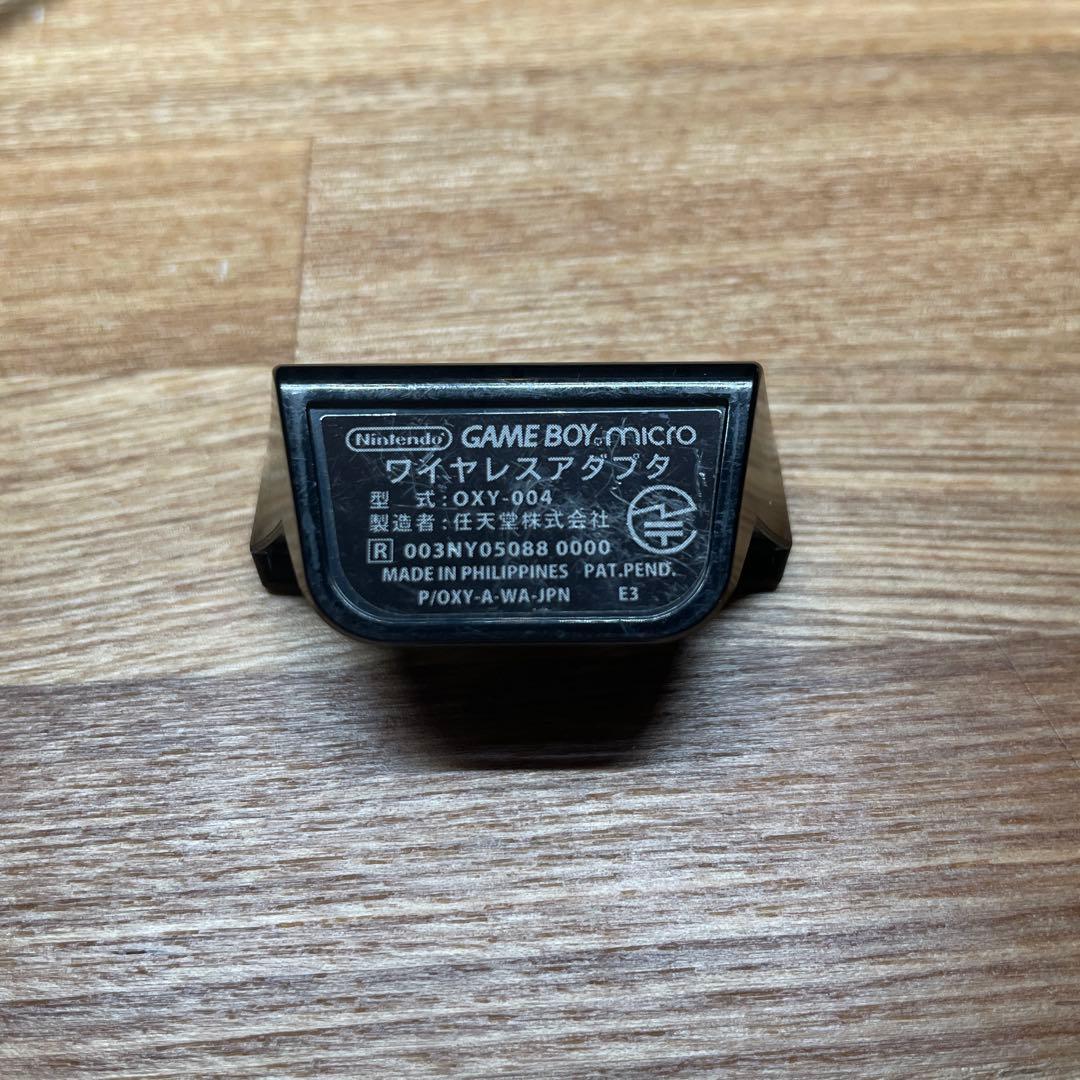 Nintendo GAME BOY micro
ワイヤレスアダプタ
型 式 : OXY-004
製造者 : 任天堂株式会社
R 003NY05088 0000
MADE IN PHILIPPINES PAT.PEND.
P/OXY-A-WA-JPN E3